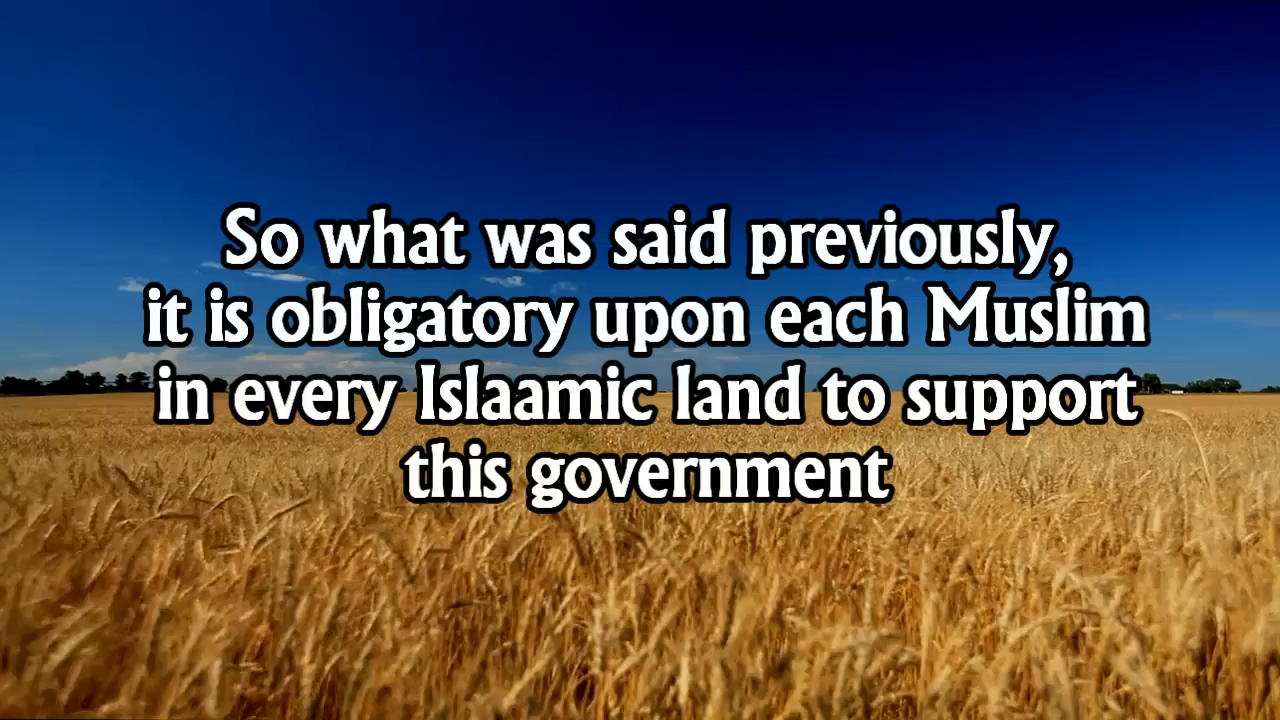 So what was said previously,
it is obligatory upon each Muslim
in every Islaamic land to support
this government